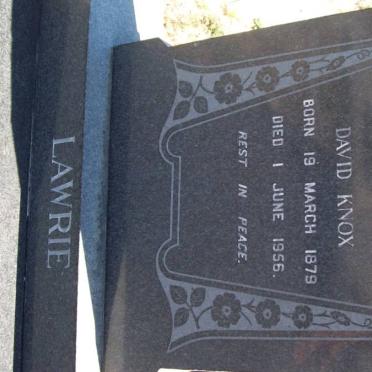 LAWRIE
DAVID KNOX
BORN 19 MARCH 1879
DIED 1 JUNE 1956.
REST IN PEACE.